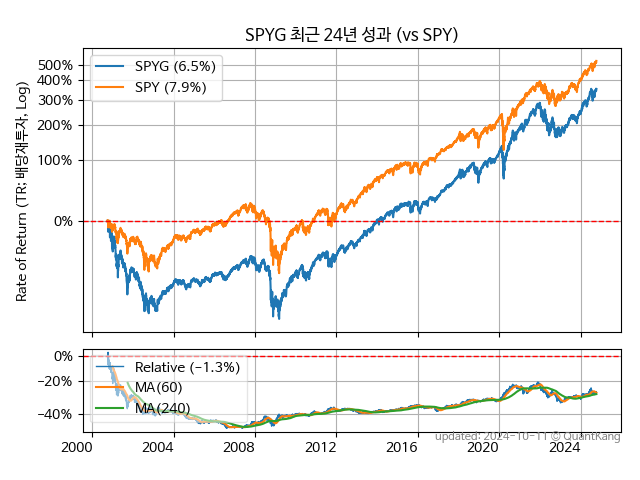 SPYG 최근 24년 성과 (vs SPY)
Rate of Return (TR; 배당재투자, Log)
500%
400%
300%
200%
100%
0%
SPYG (6.5%)
SPY (7.9%)
0%
−20%
−40%
Relative (−1.3%)
MA(60)
MA(240)
2000 2004 2008 2012 2016 2020 2024
updated: 2024-10-11 © QuantKang